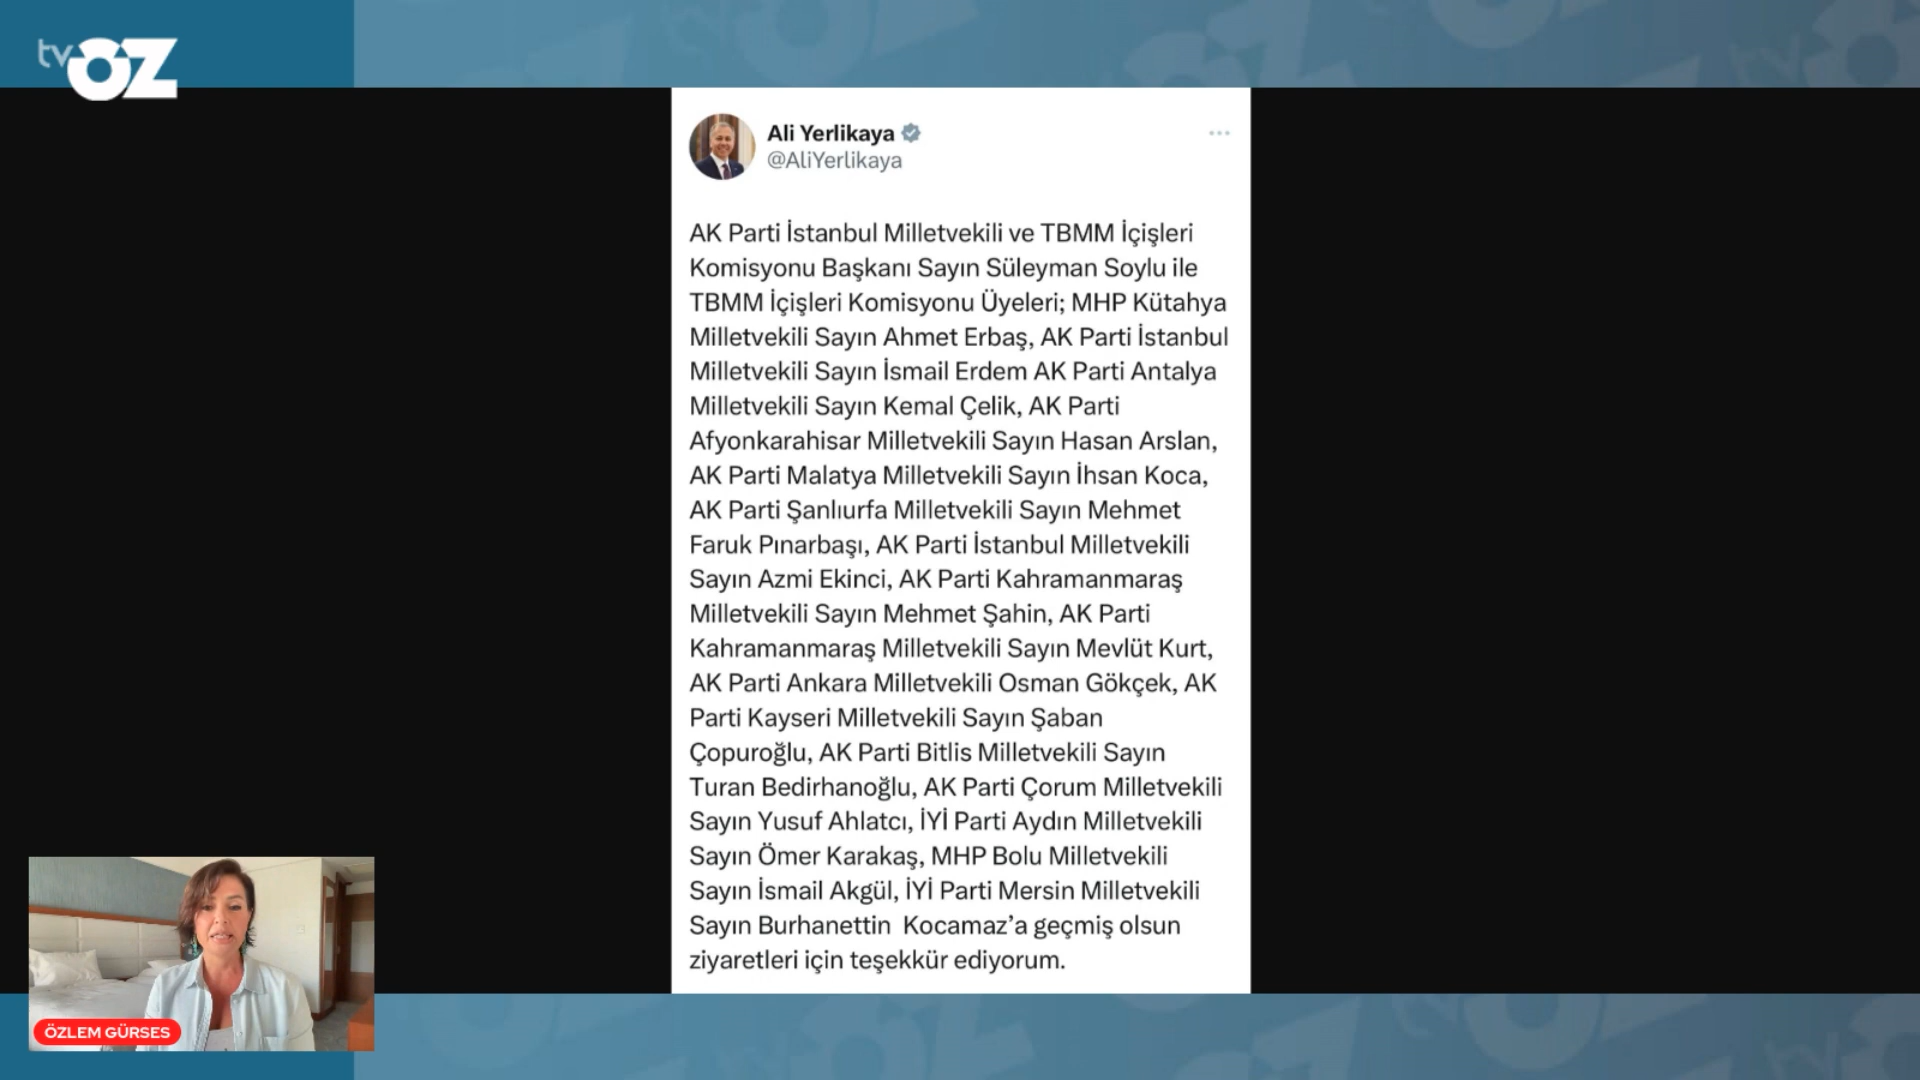 tv ÖZ
Ali Yerlikaya
@AliYerlikaya
AK Parti İstanbul Milletvekili ve TBMM İçişleri
Komisyonu Başkanı Sayın Süleyman Soylu ile
TBMM İçişleri Komisyonu Üyeleri; MHP Kütahya
Milletvekili Sayın Ahmet Erbaş, AK Parti İstanbul
Milletvekili Sayın İsmail Erdem AK Parti Antalya
Milletvekili Sayın Kemal Çelik, AK Parti
Afyonkarahisar Milletvekili Sayın Hasan Arslan,
AK Parti Malatya Milletvekili Sayın İhsan Koca,
AK Parti Şanlıurfa Milletvekili Sayın Mehmet
Faruk Pınarbaşı, AK Parti İstanbul Milletvekili
Sayın Azmi Ekinci, AK Parti Kahramanmaraş
Milletvekili Sayın Mehmet Şahin, AK Parti
Kahramanmaraş Milletvekili Sayın Mevlüt Kurt,
AK Parti Ankara Milletvekili Osman Gökçek, AK
Parti Kayseri Milletvekili Sayın Şaban
Çopuroğlu, AK Parti Bitlis Milletvekili Sayın
Turan Bedirhanoğlu, AK Parti Çorum Milletvekili
Sayın Yusuf Ahlatcı, İYİ Parti Aydın Milletvekili
Sayın Ömer Karakaş, MHP Bolu Milletvekili
Sayın İsmail Akgül, İYİ Parti Mersin Milletvekili
Sayın Burhanettin  Kocamaz’a geçmiş olsun
ziyaretleri için teşekkür ediyorum.
ÖZLEM GÜRSES